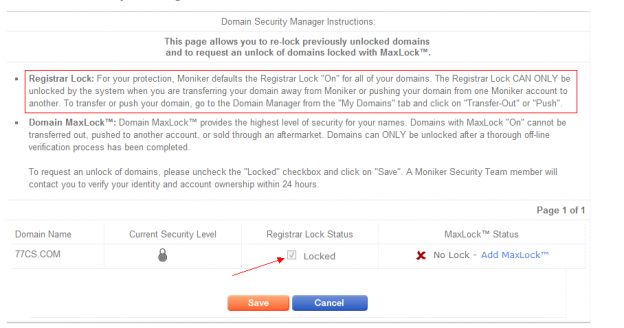 Domain Security Manager Instructions:
This page allows you to re-lock previously unlocked domains
and to request an unlock of domains locked with MaxLock™.
Registrar Lock: For your protection, Moniker defaults the Registrar Lock "On" for all of your domains. The Registrar Lock CAN ONLY be
unlocked by the system when you are transferring your domain away from Moniker or pushing your domain from one Moniker account to
another. To transfer or push your domain, go to the Domain Manager from the "My Domains" tab and click on "Transfer-Out" or "Push".
Domain MaxLock™: Domain MaxLock™ provides the highest level of security for your names. Domains with MaxLock "On" cannot be
transferred out, pushed to another account, or sold through an aftermarket. Domains can ONLY be unlocked after a thorough off-line
verification process has been completed.
To request an unlock of domains, please uncheck the "Locked" checkbox and click on "Save". A Moniker Security Team member will
contact you to verify your identity and account ownership within 24 hours.
Page 1 of 1
Domain Name Current Security Level Registrar Lock Status MaxLock™ Status
77CS.COM Locked No Lock - Add MaxLock™
Save Cancel